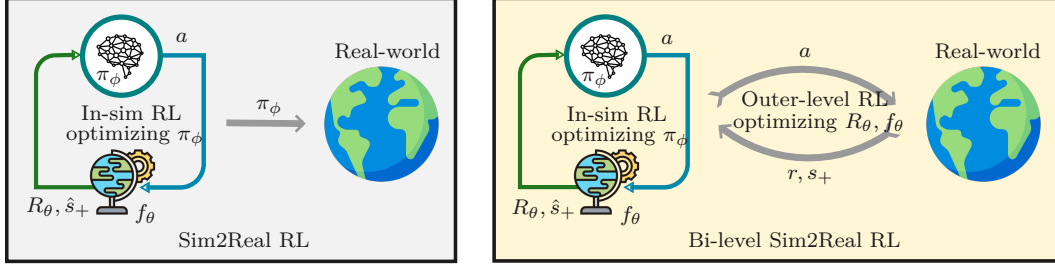 a
π_ϕ
Real-world
In-sim RL
optimizing π_ϕ
π_ϕ
R_θ, ŝ_+
f_θ
Sim2Real RL
a
π_ϕ
a
Real-world
In-sim RL
optimizing π_ϕ
Outer-level RL
optimizing R_θ, f_θ
r, s_+
R_θ, ŝ_+
f_θ
Bi-level Sim2Real RL